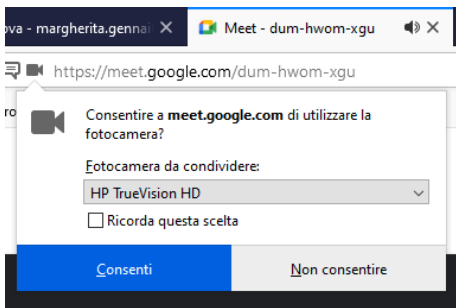 ova - margherita.gennai
Meet - dum-hwom-xgu
https://meet.google.com/dum-hwom-xgu
ro
Consentire a meet.google.com di utilizzare la
fotocamera?
Fotocamera da condividere:
HP TrueVision HD
Ricorda questa scelta
Consenti Non consentire